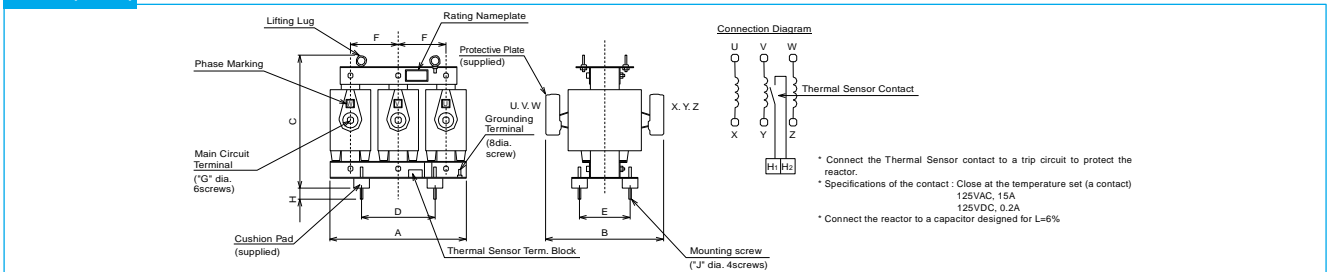 Lifting Lug
Rating Nameplate
F F
Phase Marking
Protective Plate
(supplied)
U. V. W
X. Y. Z
C
Grounding
Terminal
(8dia.
screw)
Main Circuit
Terminal
("G" dia.
6screws)
H
D
E
A
B
Cushion Pad
(supplied)
Thermal Sensor Term. Block
Mounting screw
("J" dia. 4screws)
Connection Diagram
U V W
Thermal Sensor Contact
X Y Z
H1 H2
* Connect the Thermal Sensor contact to a trip circuit to protect the
reactor.
* Specifications of the contact : Close at the temperature set (a contact)
125VAC, 15A
125VDC, 0.2A
* Connect the reactor to a capacitor designed for L=6%